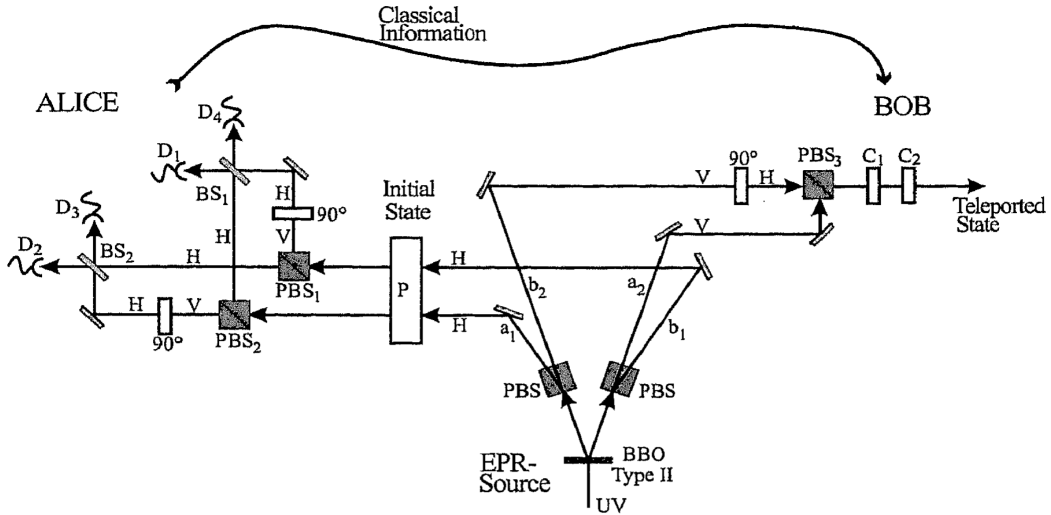 Classical
Information
ALICE
BOB
D4
D1
D3
D2
BS1
BS2
H
90°
V
H
H
PBS1
H
V
90°
PBS2
Initial
State
P
H
H
a1
b2
a2
b1
V
90°
H
PBS3
C1
C2
Teleported
State
V
PBS
PBS
EPR-
Source
BBO
Type II
UV